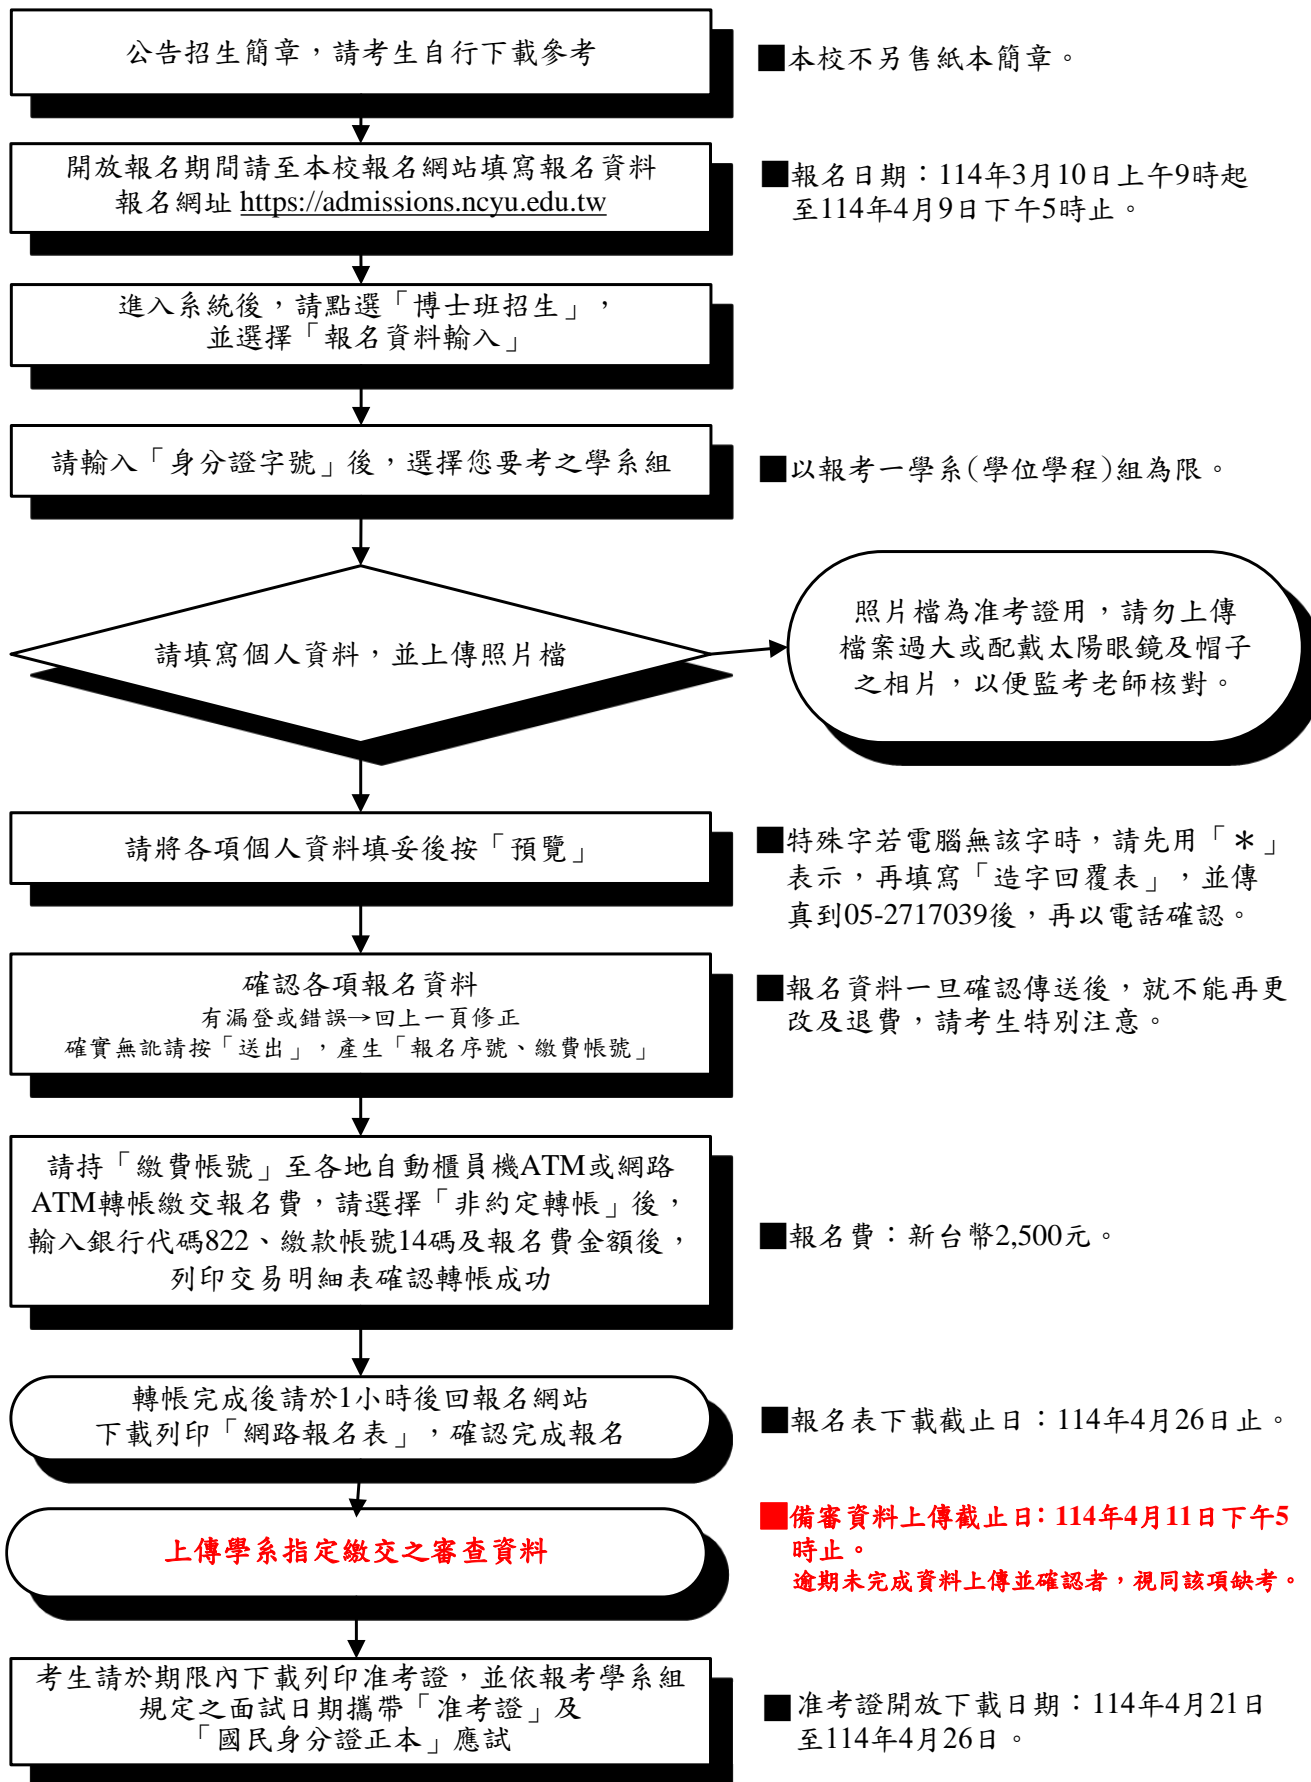 公告招生簡章，請考生自行下載參考
■本校不另售紙本簡章。
開放報名期間請至本校報名網站填寫報名資料
報名網址 https://admissions.ncyu.edu.tw
■報名日期：114年3月10日上午9時起
至114年4月9日下午5時止。
進入系統後，請點選「博士班招生」，
並選擇「報名資料輸入」
請輸入「身分證字號」後，選擇您要考之學系組
■以報考一學系(學位學程)組為限。
請填寫個人資料，並上傳照片檔
照片檔為准考證用，請勿上傳
檔案過大或配戴太陽眼鏡及帽子
之相片，以便監考老師核對。
請將各項個人資料填妥後按「預覽」
■特殊字若電腦無該字時，請先用「＊」
表示，再填寫「造字回覆表」，並傳
真到05-2717039後，再以電話確認。
確認各項報名資料
有漏登或錯誤→回上一頁修正
確實無訛請按「送出」，產生「報名序號、繳費帳號」
■報名資料一旦確認傳送後，就不能再更
改及退費，請考生特別注意。
請持「繳費帳號」至各地自動櫃員機ATM或網路
ATM轉帳繳交報名費，請選擇「非約定轉帳」後，
輸入銀行代碼822、繳款帳號14碼及報名費金額後，
列印交易明細表確認轉帳成功
■報名費：新台幣2,500元。
轉帳完成後請於1小時後回報名網站
下載列印「網路報名表」，確認完成報名
■報名表下載截止日：114年4月26日止。
上傳學系指定繳交之審查資料
■備審資料上傳截止日：114年4月11日下午5
時止。
逾期未完成資料上傳並確認者，視同該項缺考。
考生請於期限內下載列印准考證，並依報考學系組
規定之面試日期攜帶「准考證」及
「國民身分證正本」應試
■准考證開放下載日期：114年4月21日
至114年4月26日。